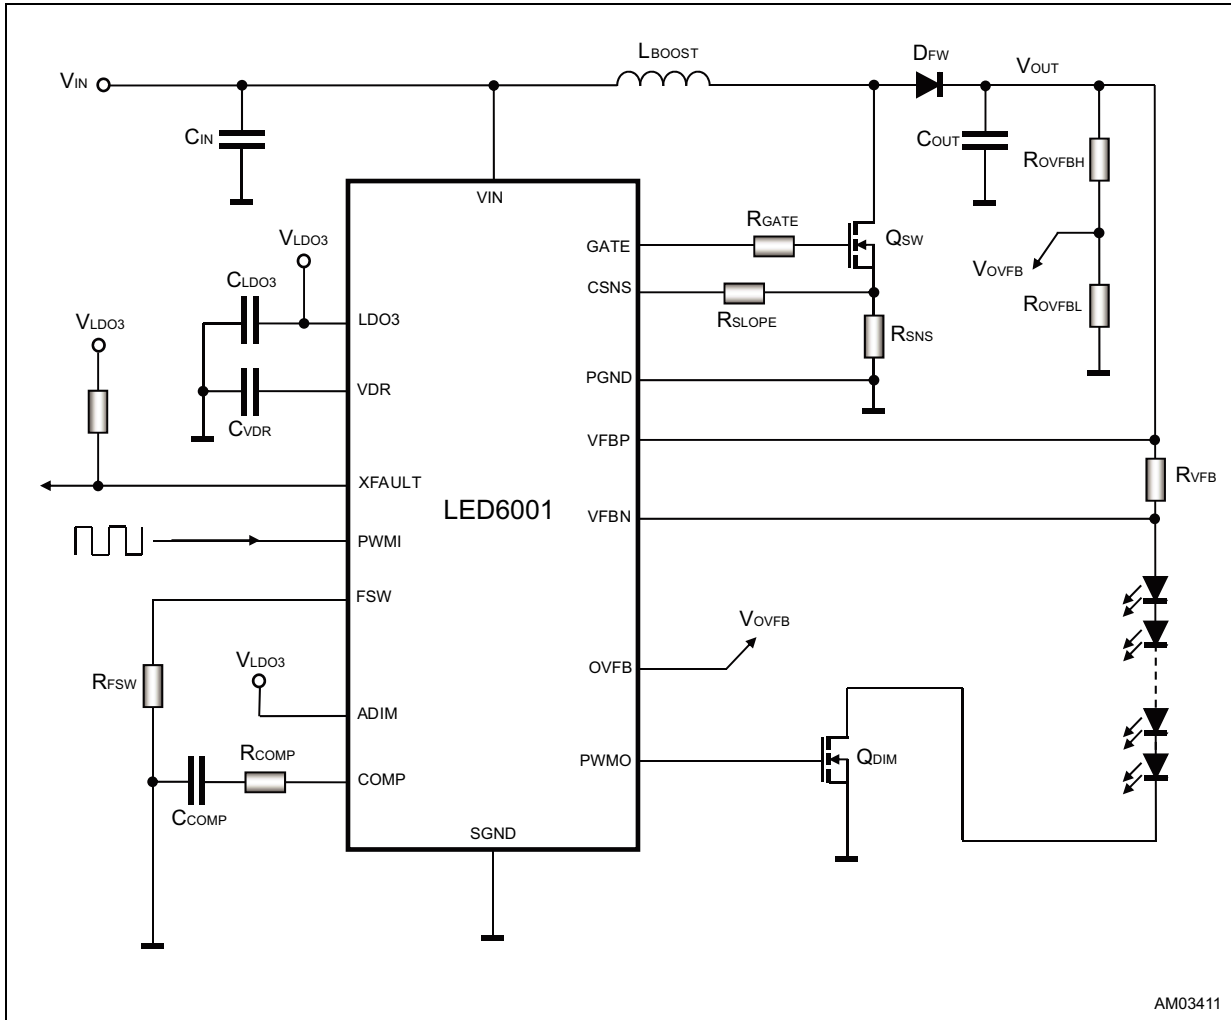 LBOOST
DFW
VOUT
VIN
CIN
COUT
ROVFBH
VIN
VLDO3
RGATE
QSW
GATE
VOVFB
CLDO3
CSNS
ROVFBL
VLDO3
LDO3
RSLOPE
RSNS
PGND
VDR
CVDR
VFBP
XFAULT
RVFB
LED6001
VFBN
PWMI
FSW
VOVFB
VLDO3
OVFB
RFSW
ADIM
RCOMP
PWMO
QDIM
COMP
CCOMP
SGND
AM03411